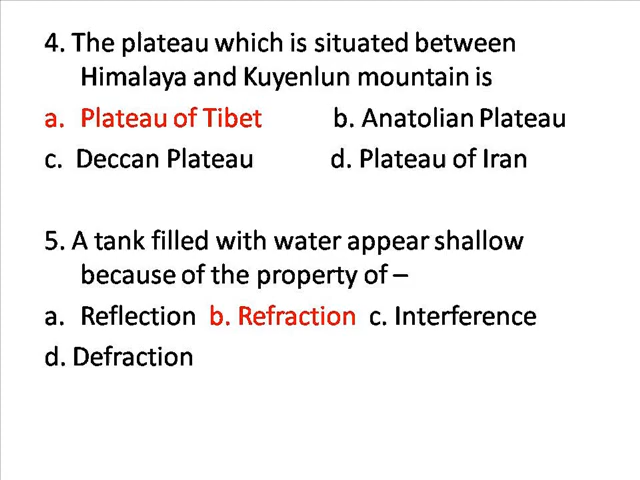 4. The plateau which is situated between
Himalaya and Kuyenlun mountain is
a. Plateau of Tibet b. Anatolian Plateau
c. Deccan Plateau d. Plateau of Iran
5. A tank filled with water appear shallow
because of the property of –
a. Reflection b. Refraction c. Interference
d. Defraction